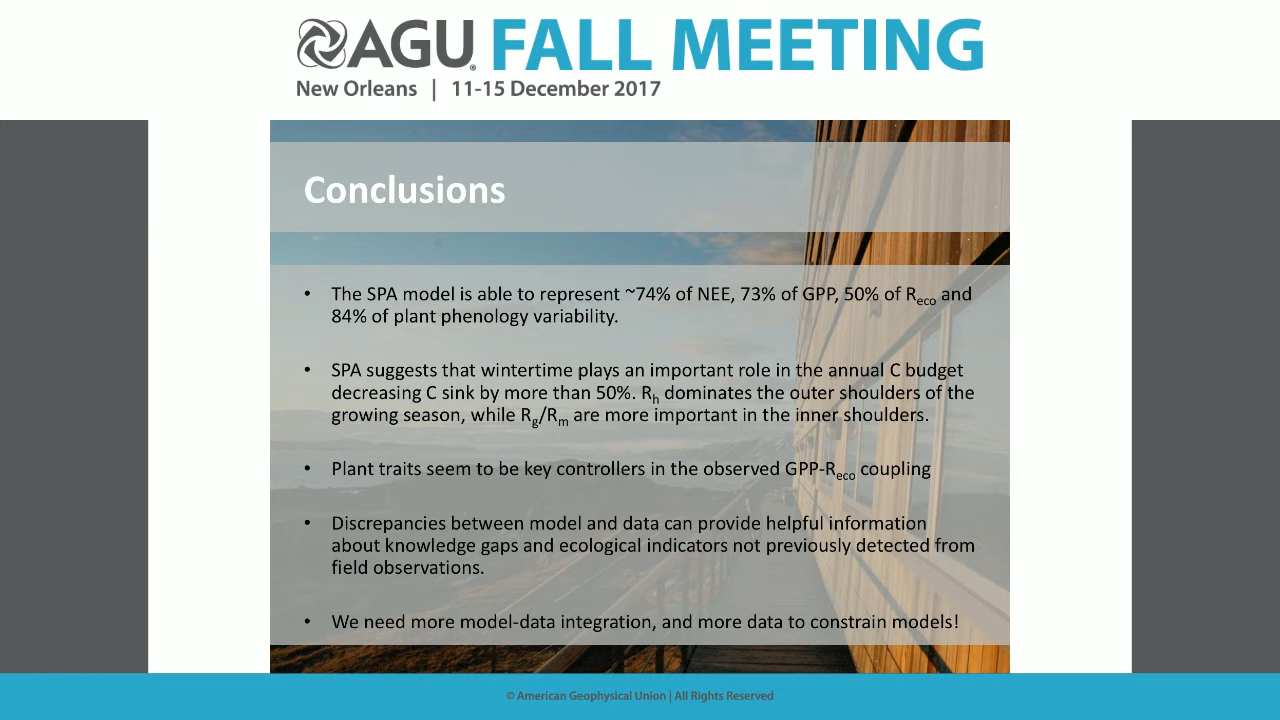 AGU FALL MEETING
New Orleans | 11-15 December 2017
Conclusions
• The SPA model is able to represent ~74% of NEE, 73% of GPP, 50% of Reco and
84% of plant phenology variability.
• SPA suggests that wintertime plays an important role in the annual C budget
decreasing C sink by more than 50%. Rh dominates the outer shoulders of the
growing season, while Rg/Rm are more important in the inner shoulders.
• Plant traits seem to be key controllers in the observed GPP-Reco coupling
• Discrepancies between model and data can provide helpful information
about knowledge gaps and ecological indicators not previously detected from
field observations.
• We need more model-data integration, and more data to constrain models!
© American Geophysical Union | All Rights Reserved